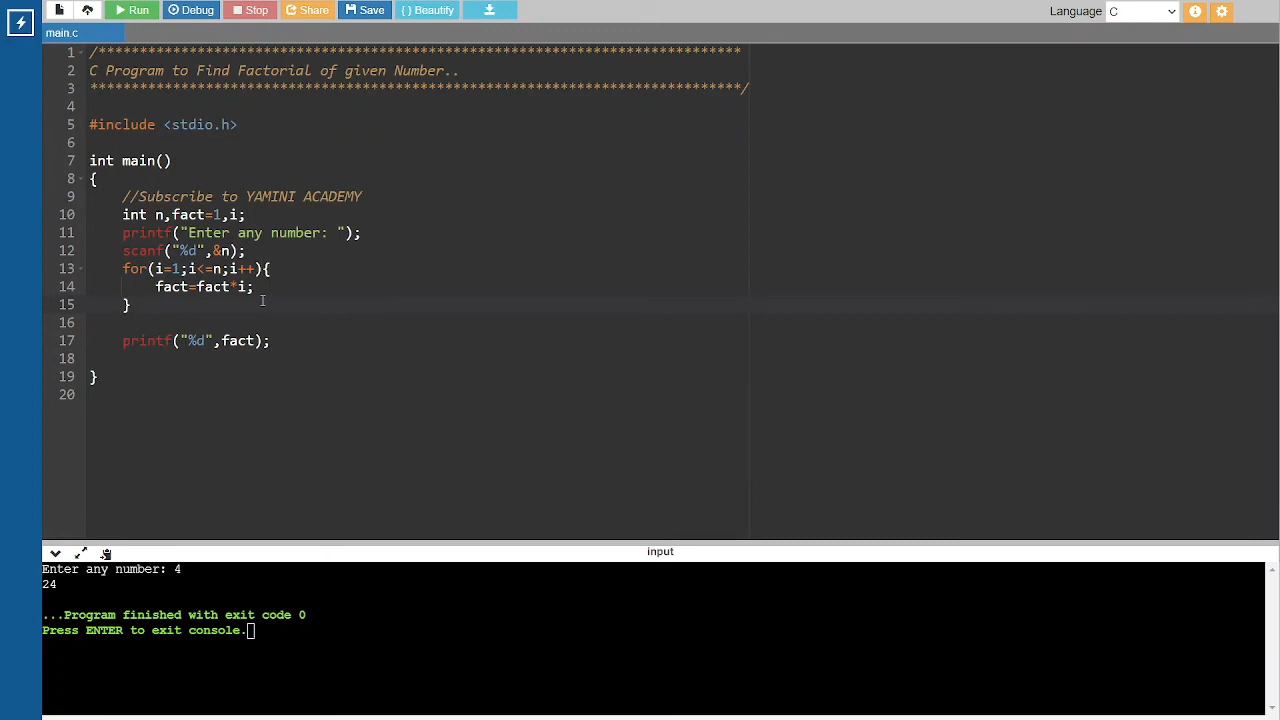 Run Debug Stop Share Save { } Beautify Language C
main.c
1 /******************************************************************************
2 C Program to Find Factorial of given Number..
3 *******************************************************************************/
4
5 #include <stdio.h>
6
7 int main()
8 {
9 //Subscribe to YAMINI ACADEMY
10 int n,fact=1,i;
11 printf("Enter any number: ");
12 scanf("%d",&n);
13 for(i=1;i<=n;i++){
14 fact=fact*i;
15 }
16
17 printf("%d",fact);
18
19 }
20
input
Enter any number: 4
24
...Program finished with exit code 0
Press ENTER to exit console.